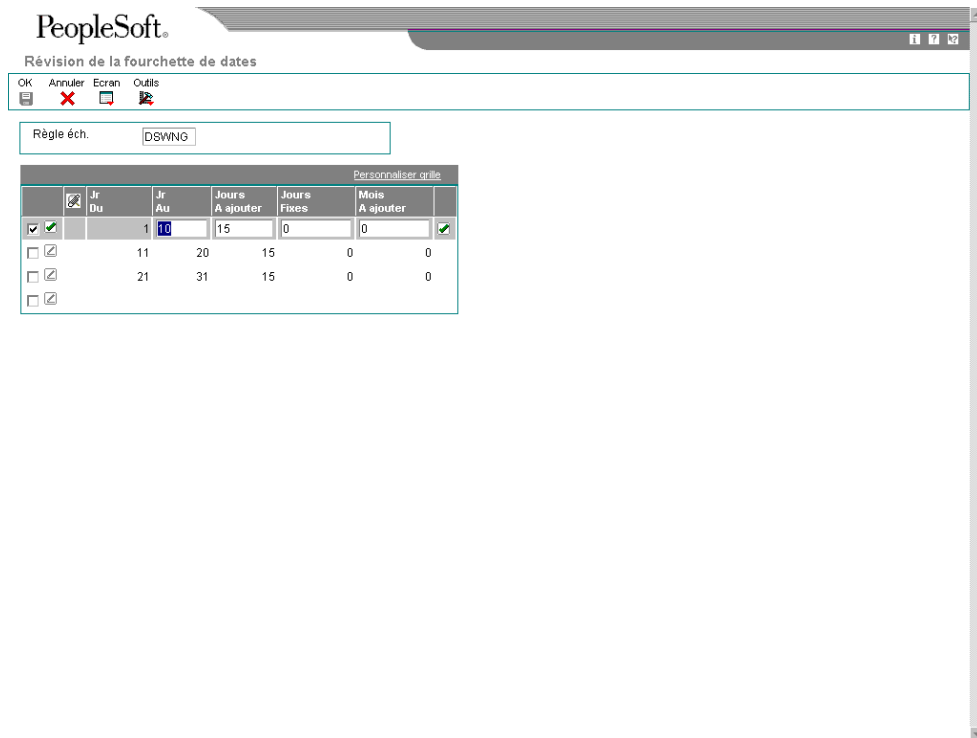 PeopleSoft®
i ? ?
Révision de la fourchette de dates
OK Annuler Ecran Outils
Règle éch. DSWNG
Personnaliser grille
Jr Du Jr Au Jours A ajouter Jours Fixes Mois A ajouter
1 10 15 0 0
11 20 15 0 0
21 31 15 0 0